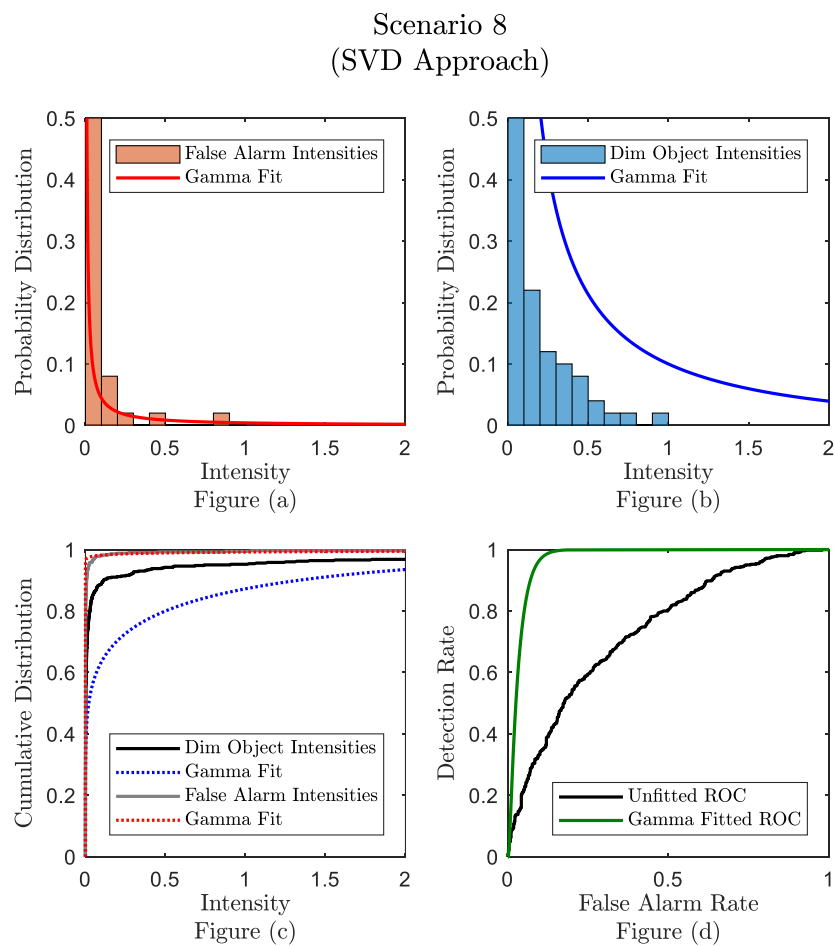 Scenario 8
(SVD Approach)
0.5
0.4
0.3
0.2
0.1
0
Probability Distribution
False Alarm Intensities
Gamma Fit
0 0.5 1 1.5 2
Intensity
Figure (a)
0.5
0.4
0.3
0.2
0.1
0
Probability Distribution
Dim Object Intensities
Gamma Fit
0 0.5 1 1.5 2
Intensity
Figure (b)
1
0.8
0.6
0.4
0.2
0
Cumulative Distribution
Dim Object Intensities
Gamma Fit
False Alarm Intensities
Gamma Fit
0 0.5 1 1.5 2
Intensity
Figure (c)
1
0.8
0.6
0.4
0.2
0
Detection Rate
Unfitted ROC
Gamma Fitted ROC
0 0.5 1
False Alarm Rate
Figure (d)